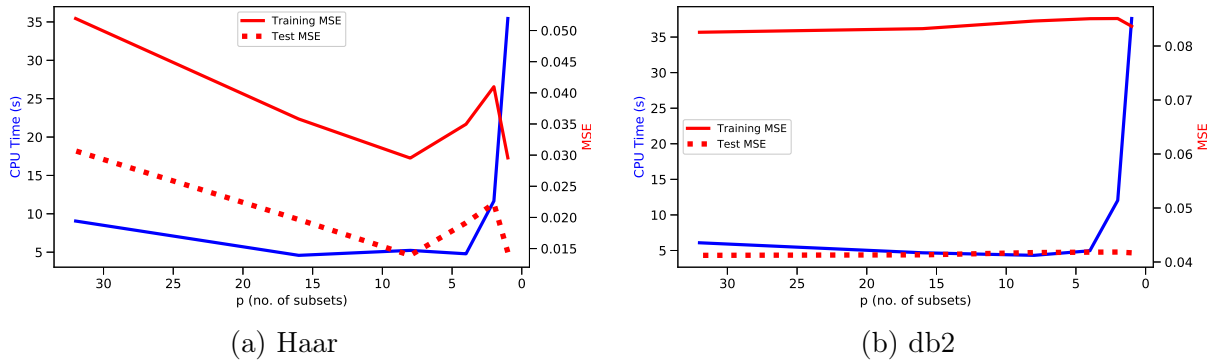 Training MSE
Test MSE
35
30
25
20
15
10
5
CPU Time (s)
0.050
0.045
0.040
0.035
0.030
0.025
0.020
0.015
MSE
30 25 20 15 10 5 0
p (no. of subsets)
(a) Haar
Training MSE
Test MSE
35
30
25
20
15
10
5
CPU Time (s)
0.08
0.07
0.06
0.05
0.04
MSE
30 25 20 15 10 5 0
p (no. of subsets)
(b) db2